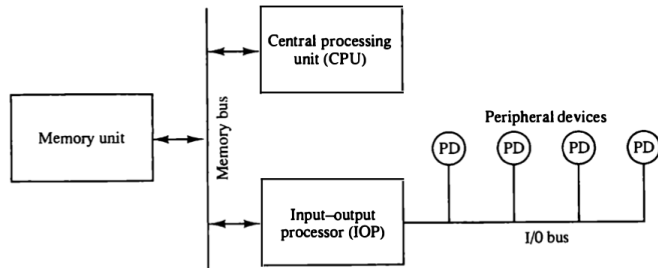 Central processing
unit (CPU)
Memory unit
Memory bus
Peripheral devices
PD
PD
PD
PD
Input–output
processor (IOP)
I/0 bus